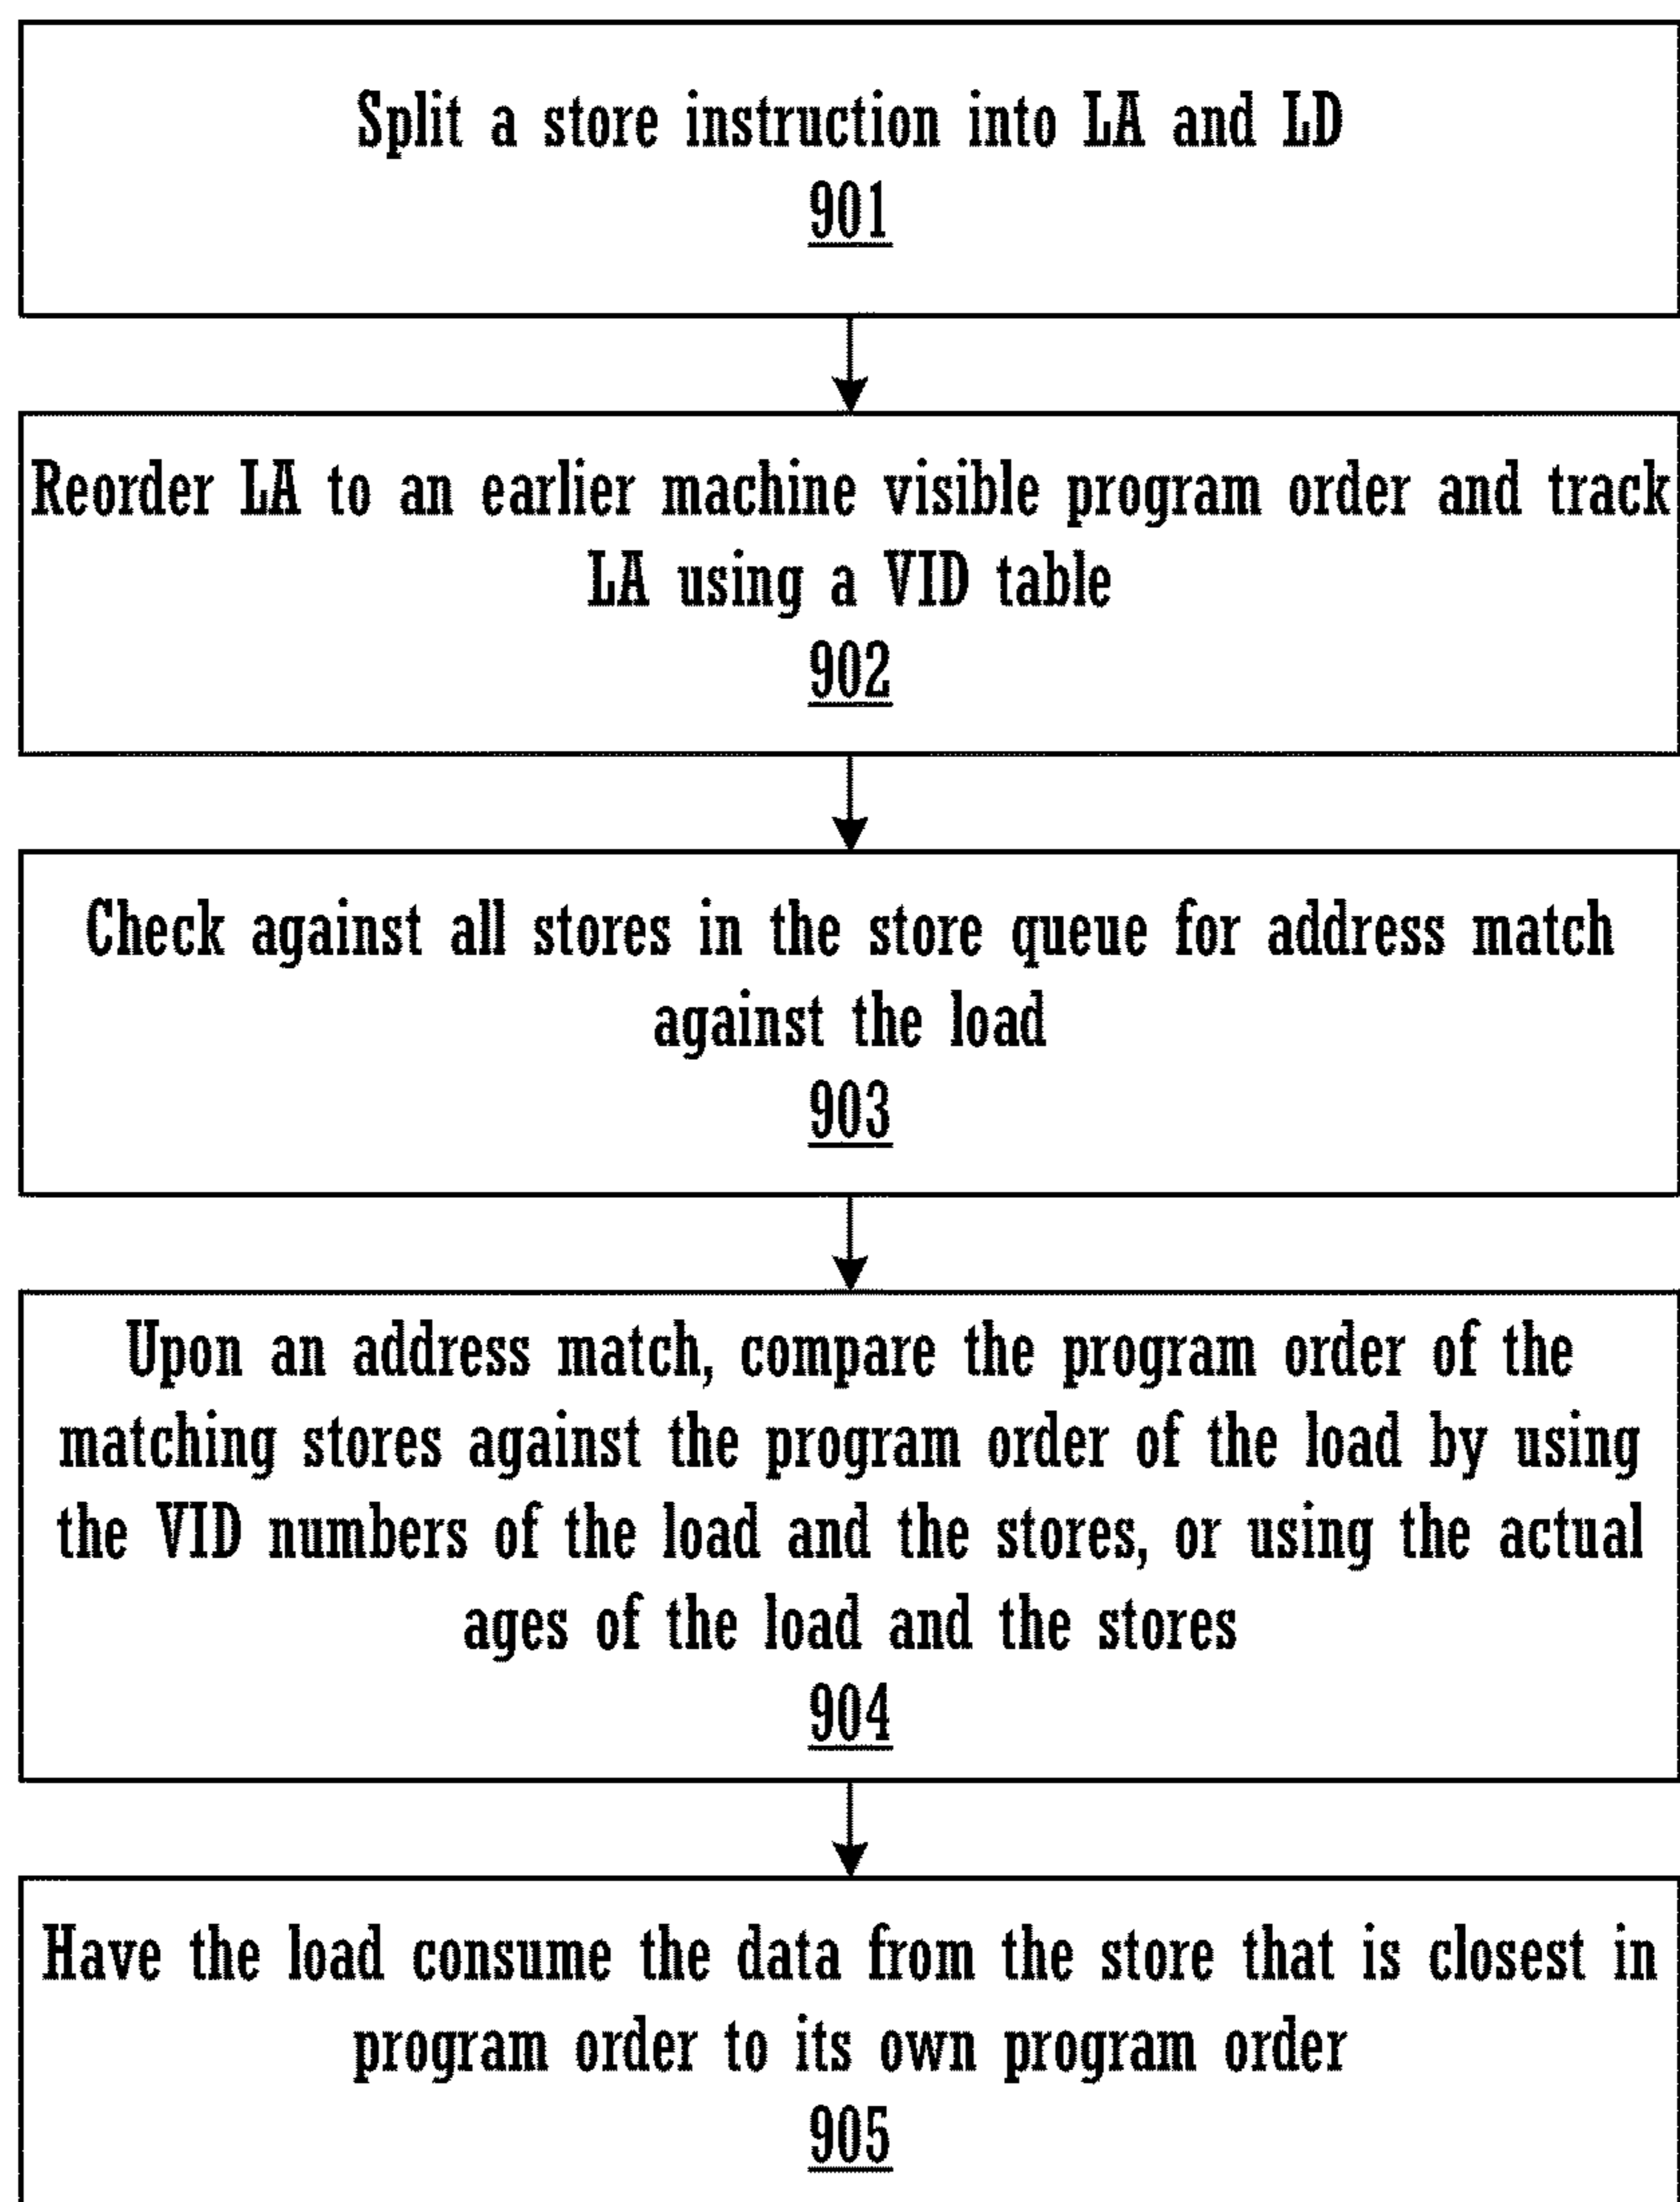 Split a store instruction into LA and LD
901
Reorder LA to an earlier machine visible program order and track
LA using a VID table
902
Check against all stores in the store queue for address match
against the load
903
Upon an address match, compare the program order of the
matching stores against the program order of the load by using
the VID numbers of the load and the stores, or using the actual
ages of the load and the stores
904
Have the load consume the data from the store that is closest in
program order to its own program order
905